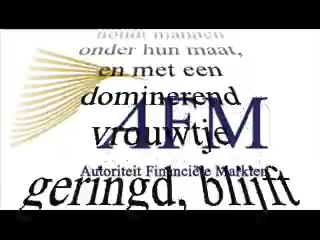 houdt mannen
onder hun maat,
en met een
dominerend
vrouwtje
AFM
Autoriteit Financiële Markten
geringd, blijft